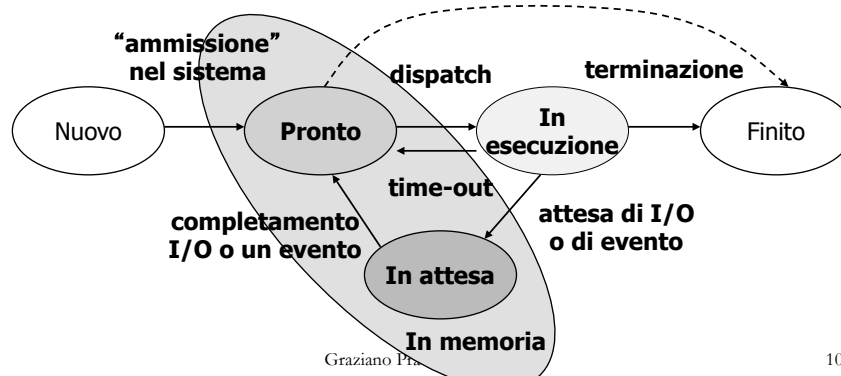 “ammissione”
nel sistema
dispatch
terminazione
Nuovo
Pronto
In
esecuzione
Finito
time-out
completamento
I/O o un evento
attesa di I/O
o di evento
In attesa
In memoria
Graziano
10